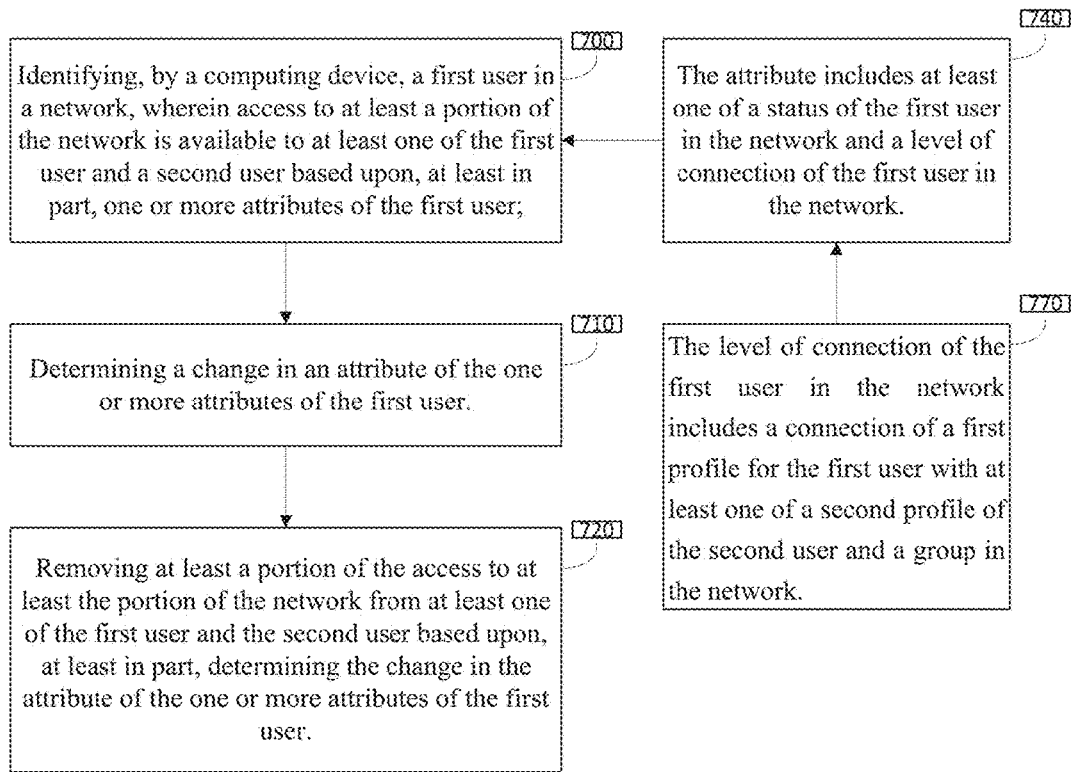 700
Identifying, by a computing device, a first user in
a network, wherein access to at least a portion of
the network is available to at least one of the first
user and a second user based upon, at least in
part, one or more attributes of the first user;
710
Determining a change in an attribute of the one
or more attributes of the first user.
720
Removing at least a portion of the access to at
least the portion of the network from at least one
of the first user and the second user based upon,
at least in part, determining the change in the
attribute of the one or more attributes of the first
user.
740
The attribute includes at least
one of a status of the first user
in the network and a level of
connection of the first user in
the network.
770
The level of connection of the
first user in the network
includes a connection of a first
profile for the first user with at
least one of a second profile of
the second user and a group in
the network.